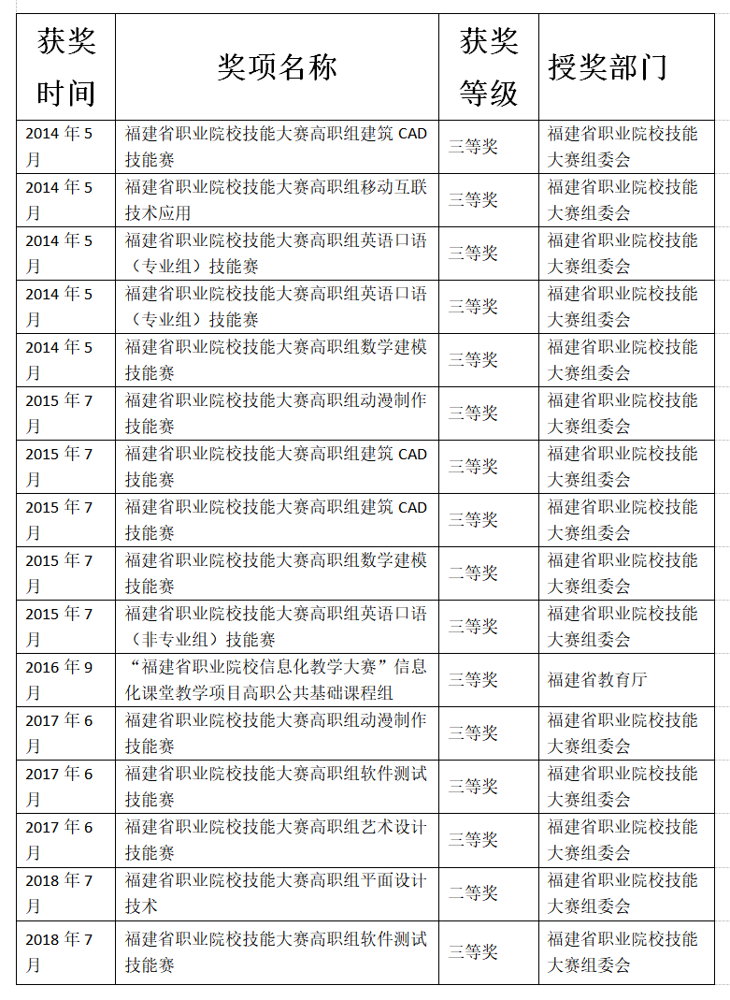 获奖
时间
奖项名称
获奖
等级
授奖部门
2014 年 5
月
福建省职业院校技能大赛高职组建筑 CAD
技能赛
三等奖
福建省职业院校技能
大赛组委会
2014 年 5
月
福建省职业院校技能大赛高职组移动互联
技术应用
三等奖
福建省职业院校技能
大赛组委会
2014 年 5
月
福建省职业院校技能大赛高职组英语口语
（专业组）技能赛
三等奖
福建省职业院校技能
大赛组委会
2014 年 5
月
福建省职业院校技能大赛高职组英语口语
（专业组）技能赛
三等奖
福建省职业院校技能
大赛组委会
2014 年 5
月
福建省职业院校技能大赛高职组数学建模
技能赛
三等奖
福建省职业院校技能
大赛组委会
2015 年 7
月
福建省职业院校技能大赛高职组动漫制作
技能赛
三等奖
福建省职业院校技能
大赛组委会
2015 年 7
月
福建省职业院校技能大赛高职组建筑 CAD
技能赛
三等奖
福建省职业院校技能
大赛组委会
2015 年 7
月
福建省职业院校技能大赛高职组建筑 CAD
技能赛
三等奖
福建省职业院校技能
大赛组委会
2015 年 7
月
福建省职业院校技能大赛高职组数学建模
技能赛
二等奖
福建省职业院校技能
大赛组委会
2015 年 7
月
福建省职业院校技能大赛高职组英语口语
（非专业组）技能赛
三等奖
福建省职业院校技能
大赛组委会
2016 年 9
月
“福建省职业院校信息化教学大赛”信息
化课堂教学项目高职公共基础课程组
三等奖
福建省教育厅
2017 年 6
月
福建省职业院校技能大赛高职组动漫制作
技能赛
三等奖
福建省职业院校技能
大赛组委会
2017 年 6
月
福建省职业院校技能大赛高职组软件测试
技能赛
三等奖
福建省职业院校技能
大赛组委会
2017 年 6
月
福建省职业院校技能大赛高职组艺术设计
技能赛
三等奖
福建省职业院校技能
大赛组委会
2018 年 7
月
福建省职业院校技能大赛高职组平面设计
技术
二等奖
福建省职业院校技能
大赛组委会
2018 年 7
月
福建省职业院校技能大赛高职组软件测试
技能赛
三等奖
福建省职业院校技能
大赛组委会